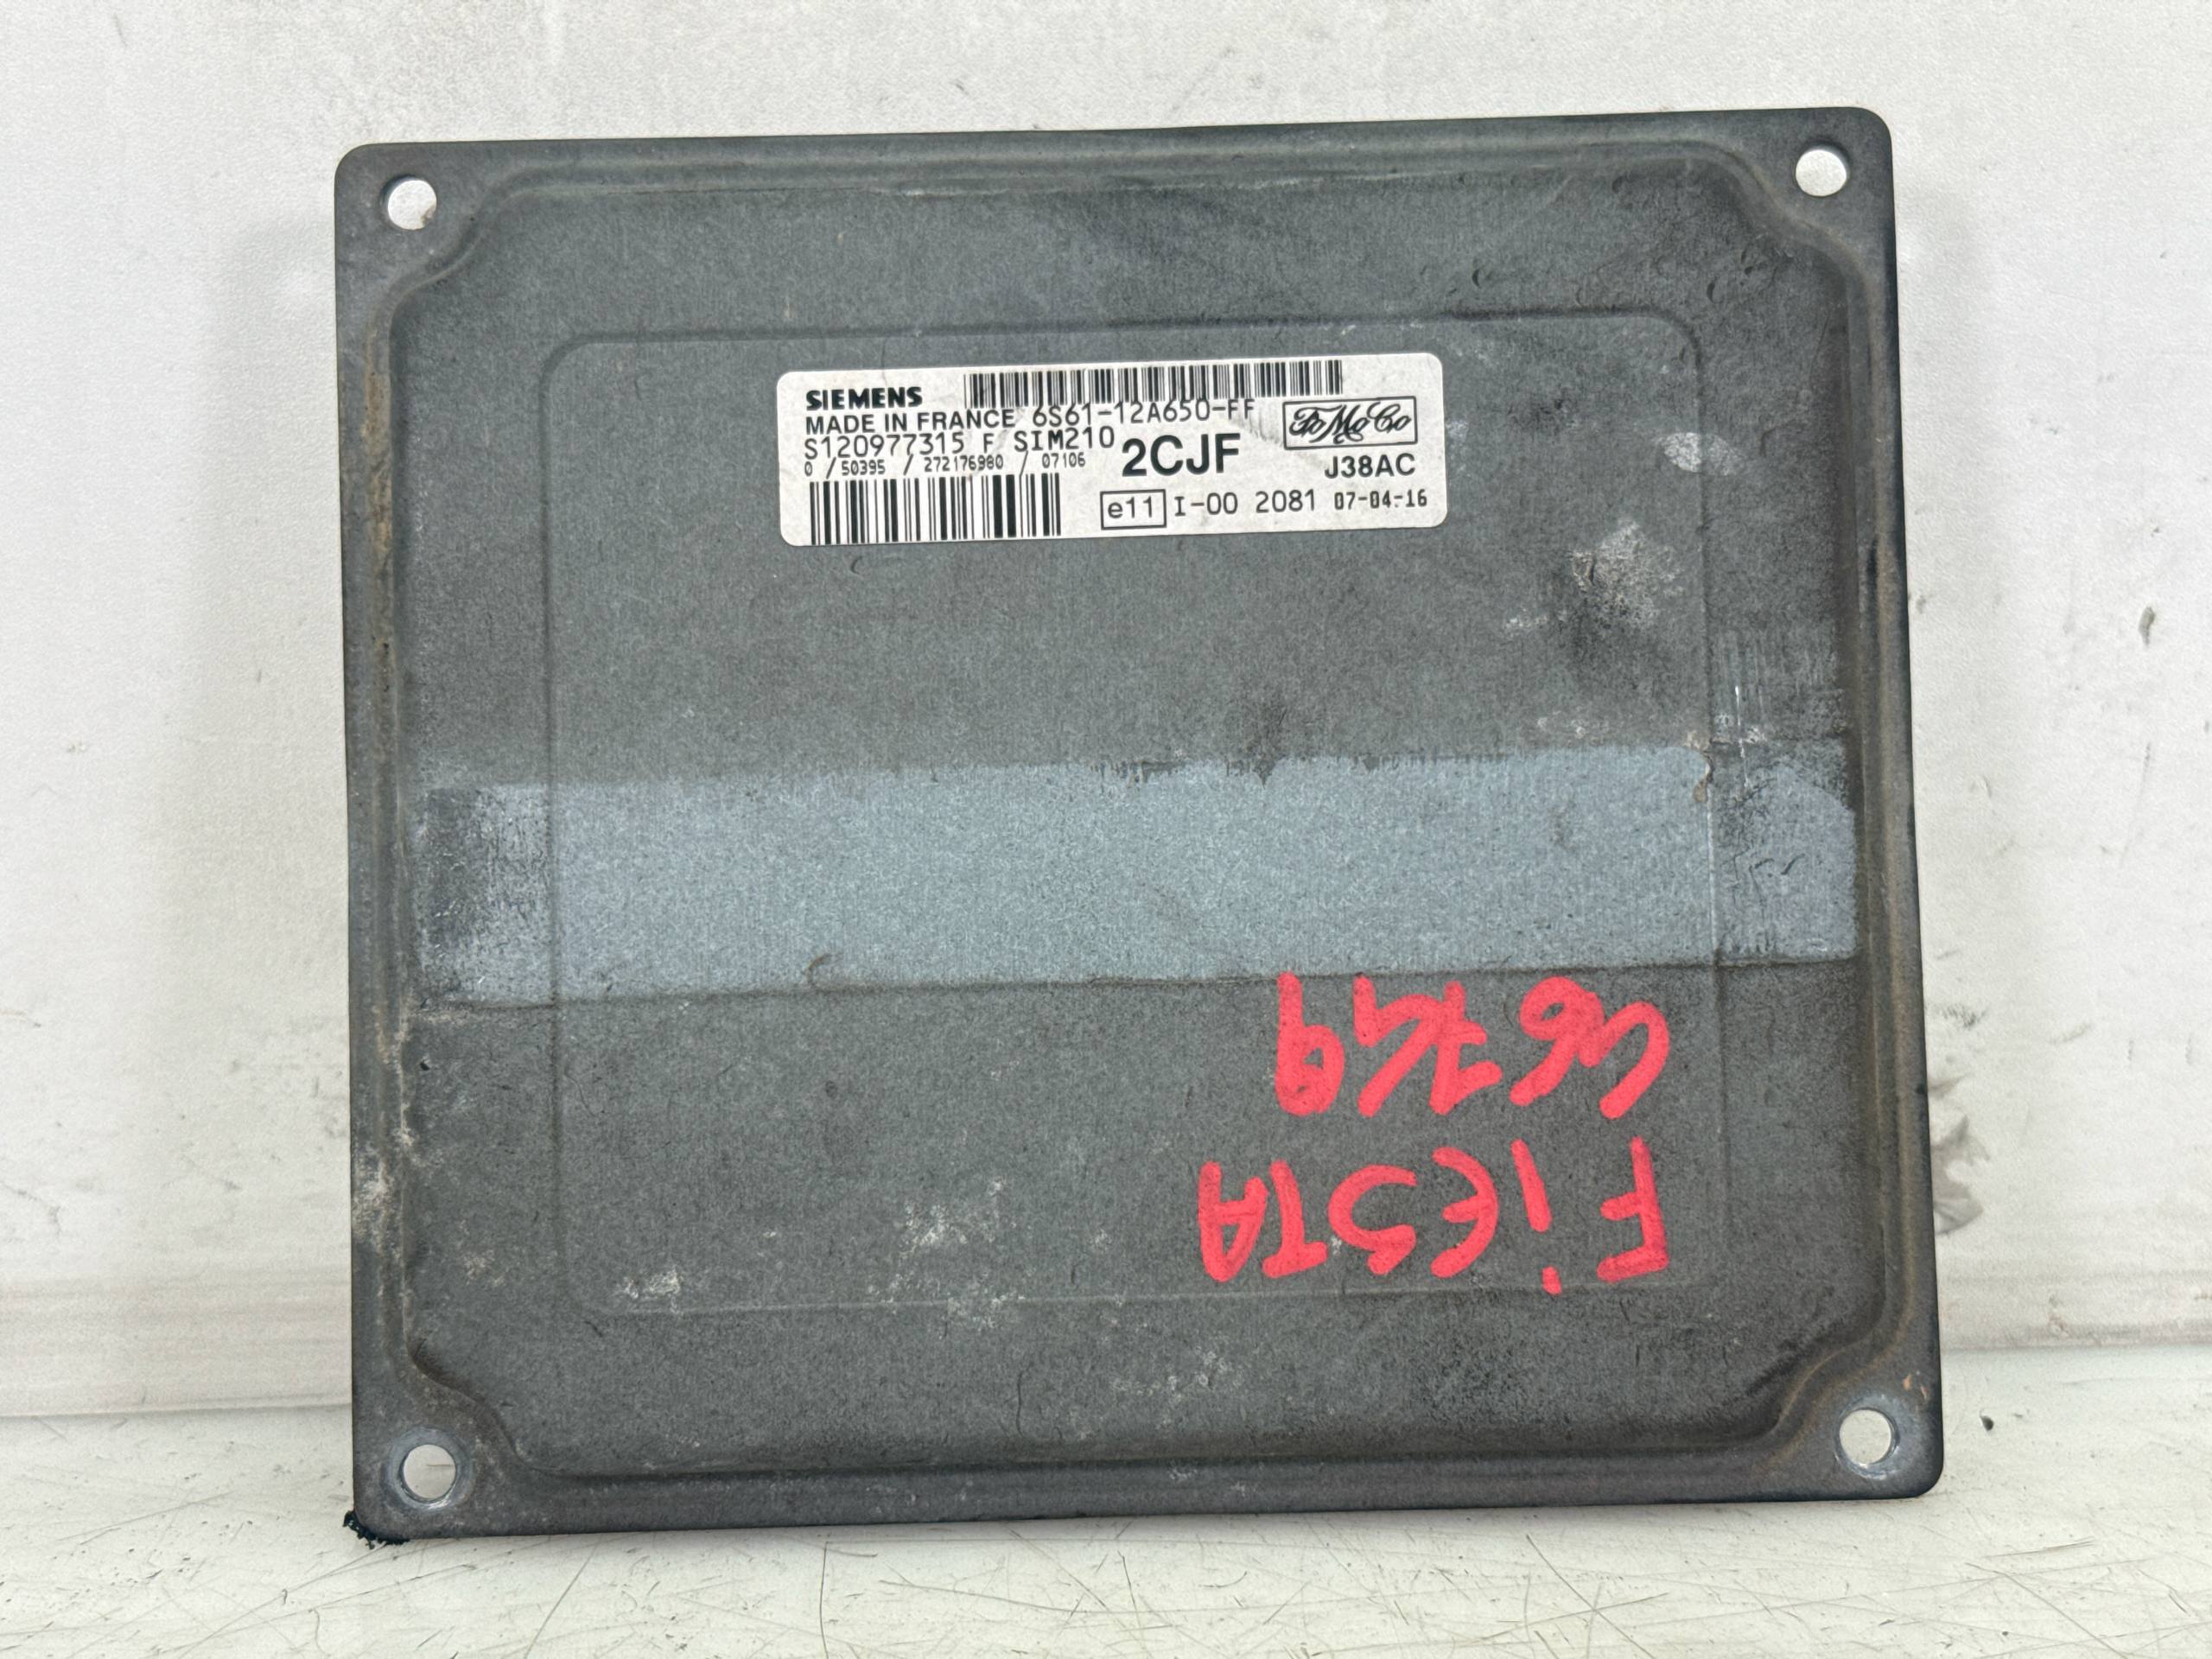 SIEMENS
MADE IN FRANCE 6S61-12A650-FF
FoMoCo
S120977315 F SIM210
2CJF
0 / 50395 / 272176980 / 07106
J38AC
e11 I-00 2081 07-04-16
FiESTA